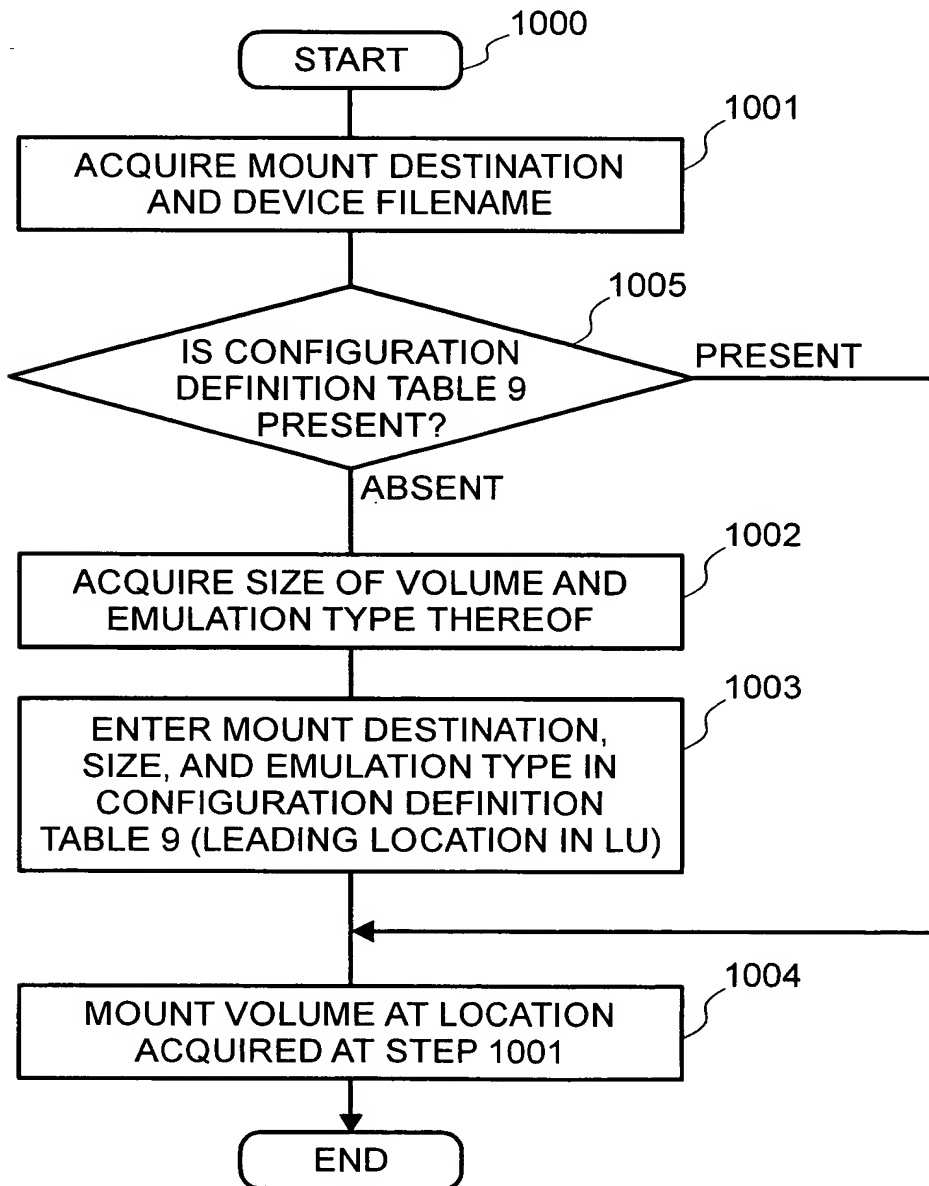 1000
START
1001
ACQUIRE MOUNT DESTINATION
AND DEVICE FILENAME
1005
IS CONFIGURATION
DEFINITION TABLE 9
PRESENT?
PRESENT
ABSENT
1002
ACQUIRE SIZE OF VOLUME AND
EMULATION TYPE THEREOF
1003
ENTER MOUNT DESTINATION,
SIZE, AND EMULATION TYPE IN
CONFIGURATION DEFINITION
TABLE 9 (LEADING LOCATION IN LU)
1004
MOUNT VOLUME AT LOCATION
ACQUIRED AT STEP 1001
END